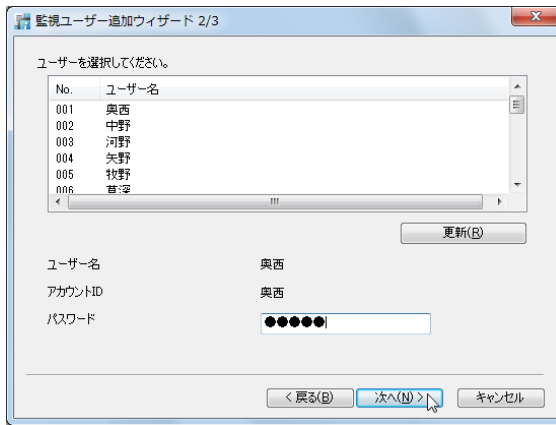 監視ユーザー追加ウィザード 2/3
ユーザーを選択してください。
No. ユーザー名
001 奥西
002 中野
003 河野
004 矢野
005 牧野
006 草深
更新(R)
ユーザー名 奥西
アカウントID 奥西
パスワード ●●●●●
< 戻る(B) 次へ(N) > キャンセル